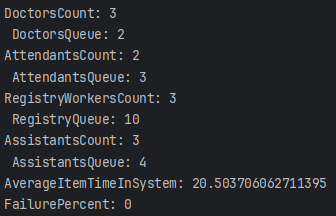 DoctorsCount: 3
DoctorsQueue: 2
AttendantsCount: 2
AttendantsQueue: 3
RegistryWorkersCount: 3
RegistryQueue: 10
AssistantsCount: 3
AssistantsQueue: 4
AverageItemTimeInSystem: 20.503706062711395
FailurePercent: 0